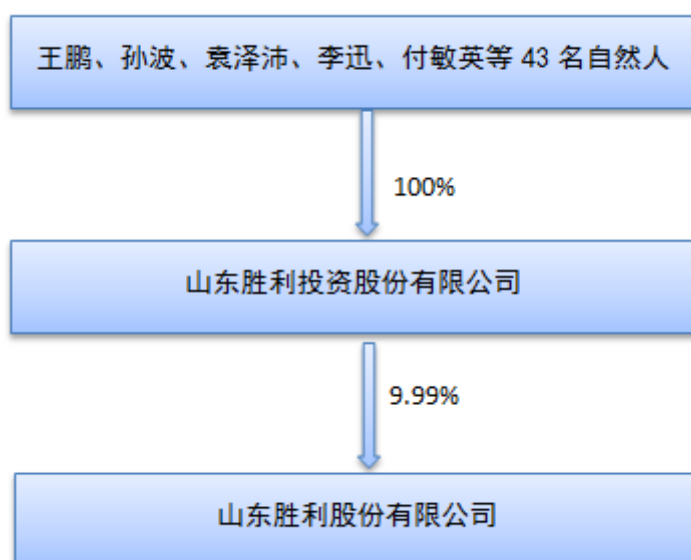 王鹏、孙波、袁泽沛、李迅、付敏英等 43 名自然人
100%
山东胜利投资股份有限公司
9.99%
山东胜利股份有限公司